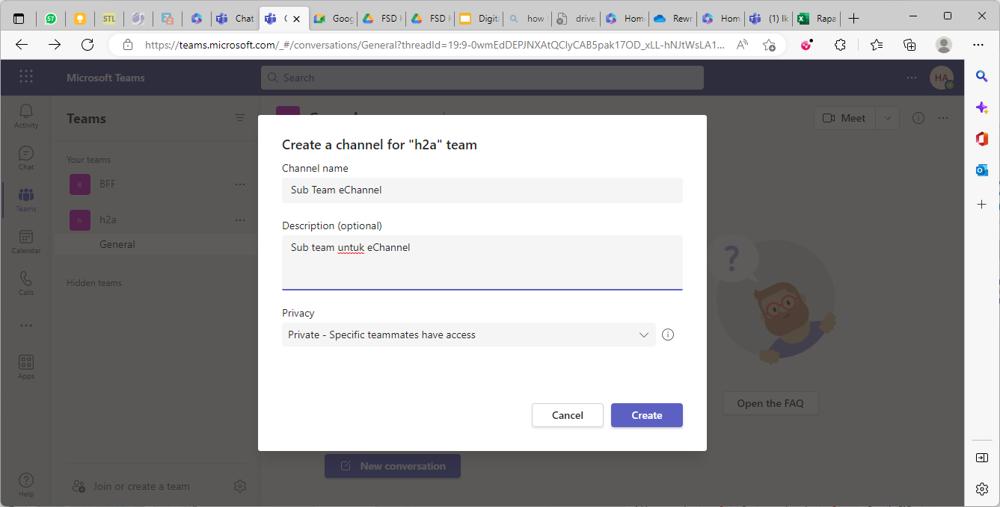 STL
Chat
Goog
FSD
FSD
Digita
how
drive
Hom
Rewr
Hom
(1) Ik
Rapa
https://teams.microsoft.com/_#/conversations/General?threadId=19:9-0wmEdDEPJNXAtQClyCAB5pak17OD_xLL-hNJtWsLA1...
Microsoft Teams
Search
HA
Activity
Chat
Teams
Calendar
Calls
Apps
Help
Teams
Your teams
B
BFF
h
h2a
General
Hidden teams
Join or create a team
Meet
Create a channel for "h2a" team
Channel name
Sub Team eChannel
Description (optional)
Sub team untuk eChannel
Privacy
Private - Specific teammates have access
Cancel
Create
?
Open the FAQ
New conversation